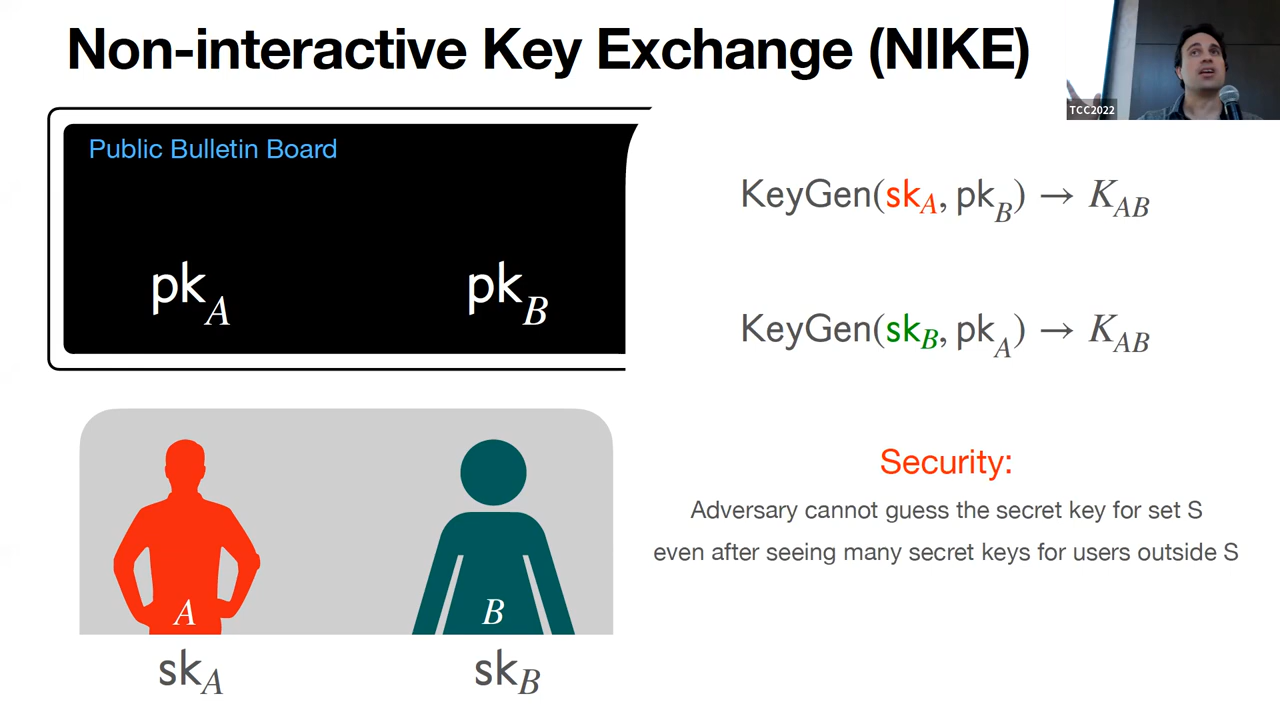 Non-interactive Key Exchange (NIKE)
TCC2022
Public Bulletin Board
pk_A pk_B
KeyGen(sk_A, pk_B) → K_AB
KeyGen(sk_B, pk_A) → K_AB
Security:
Adversary cannot guess the secret key for set S
even after seeing many secret keys for users outside S
A B
sk_A sk_B